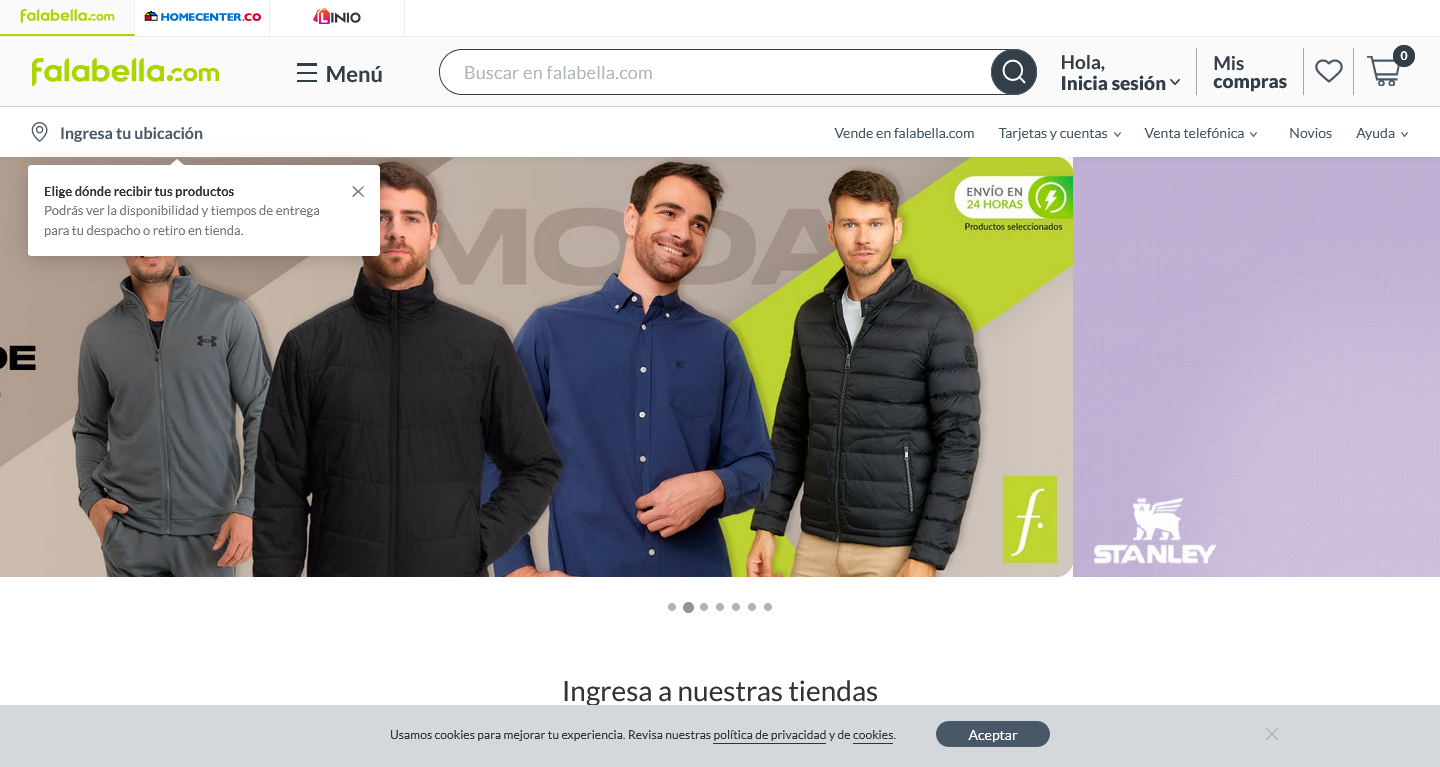 falabella.com
HOMECENTER.CO
LINIO
falabella.com
Menú
Buscar en falabella.com
Hola,
Inicia sesión
Mis
compras
0
Ingresa tu ubicación
Vende en falabella.com
Tarjetas y cuentas
Venta telefónica
Novios
Ayuda
Elige dónde recibir tus productos
Podrás ver la disponibilidad y tiempos de entrega
para tu despacho o retiro en tienda.
MODA
ENVÍO EN
24 HORAS
Productos seleccionados
DE
f.
STANLEY
Ingresa a nuestras tiendas
Usamos cookies para mejorar tu experiencia. Revisa nuestras política de privacidad y de cookies.
Aceptar